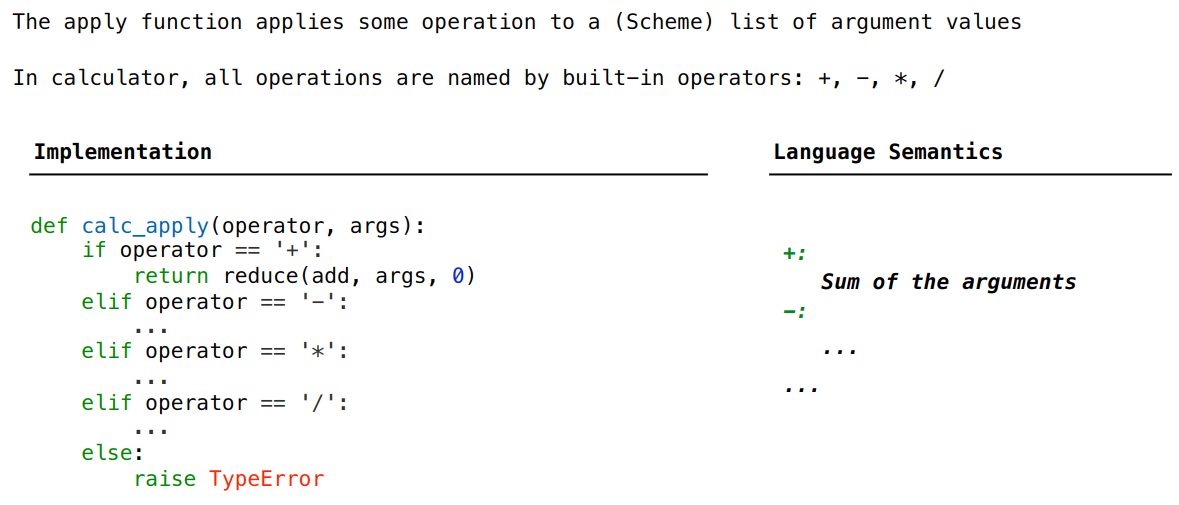 The apply function applies some operation to a (Scheme) list of argument values
In calculator, all operations are named by built-in operators: +, -, *, /
Implementation
def calc_apply(operator, args):
    if operator == '+':
        return reduce(add, args, 0)
    elif operator == '-':
        ...
    elif operator == '*':
        ...
    elif operator == '/':
        ...
    else:
        raise TypeError
Language Semantics
+:
Sum of the arguments
-:
...
...